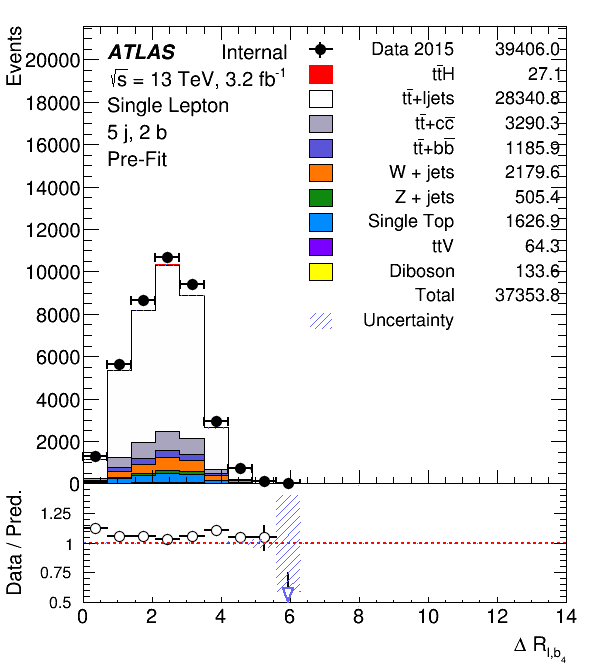 Events
20000
18000
16000
14000
12000
10000
8000
6000
4000
2000
0
ATLAS Internal
√s = 13 TeV, 3.2 fb⁻¹
Single Lepton
5 j, 2 b
Pre-Fit
Data 2015 39406.0
tt̄H 27.1
tt̄+ljets 28340.8
tt̄+cc̄ 3290.3
tt̄+bb̄ 1185.9
W + jets 2179.6
Z + jets 505.4
Single Top 1626.9
ttV 64.3
Diboson 133.6
Total 37353.8
Uncertainty
Data / Pred.
1.25
1
0.75
0.5
0 2 4 6 8 10 12 14
Δ R_{l,b_4}